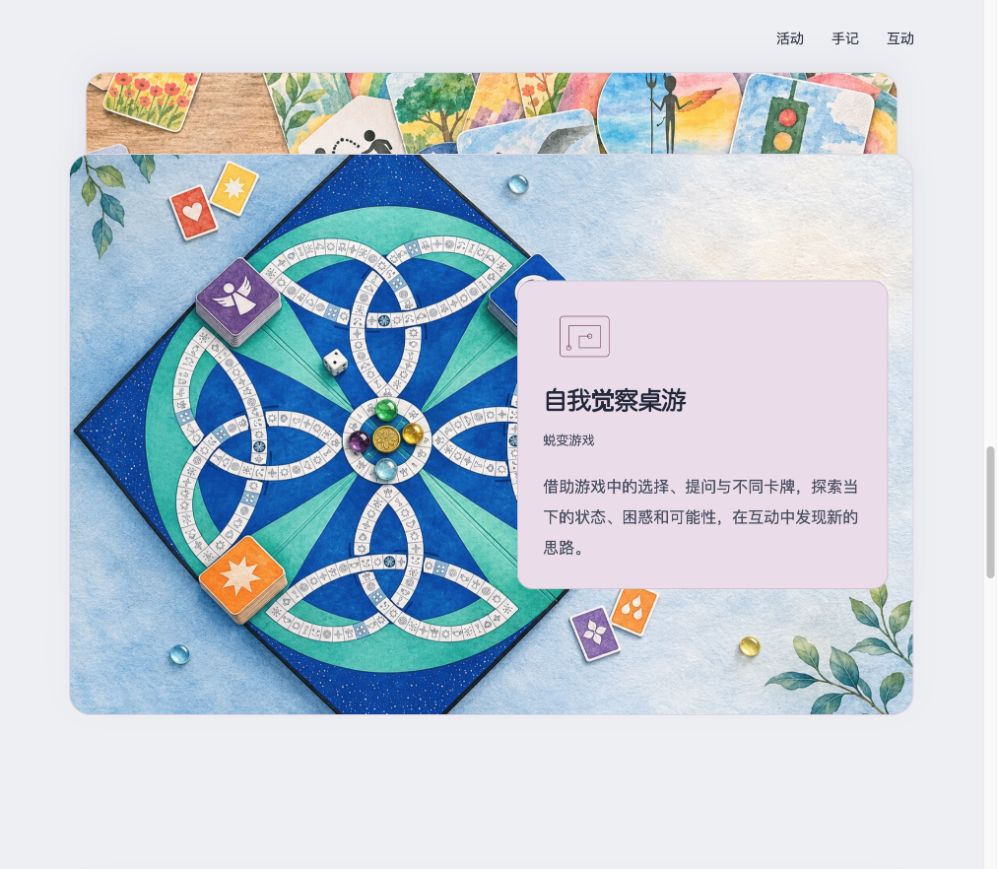 活动 手记 互动
自我觉察桌游
蜕变游戏
借助游戏中的选择、提问与不同卡牌，探索当
下的状态、困惑和可能性，在互动中发现新的
思路。